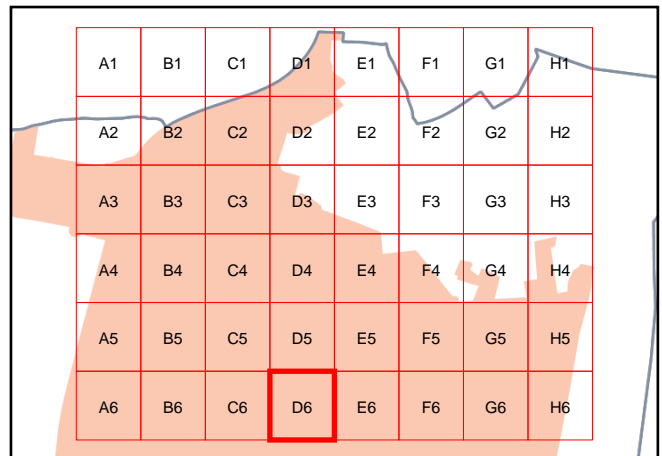 A1 B1 C1 D1 E1 F1 G1 H1
A2 B2 C2 D2 E2 F2 G2 H2
A3 B3 C3 D3 E3 F3 G3 H3
A4 B4 C4 D4 E4 F4 G4 H4
A5 B5 C5 D5 E5 F5 G5 H5
A6 B6 C6 D6 E6 F6 G6 H6